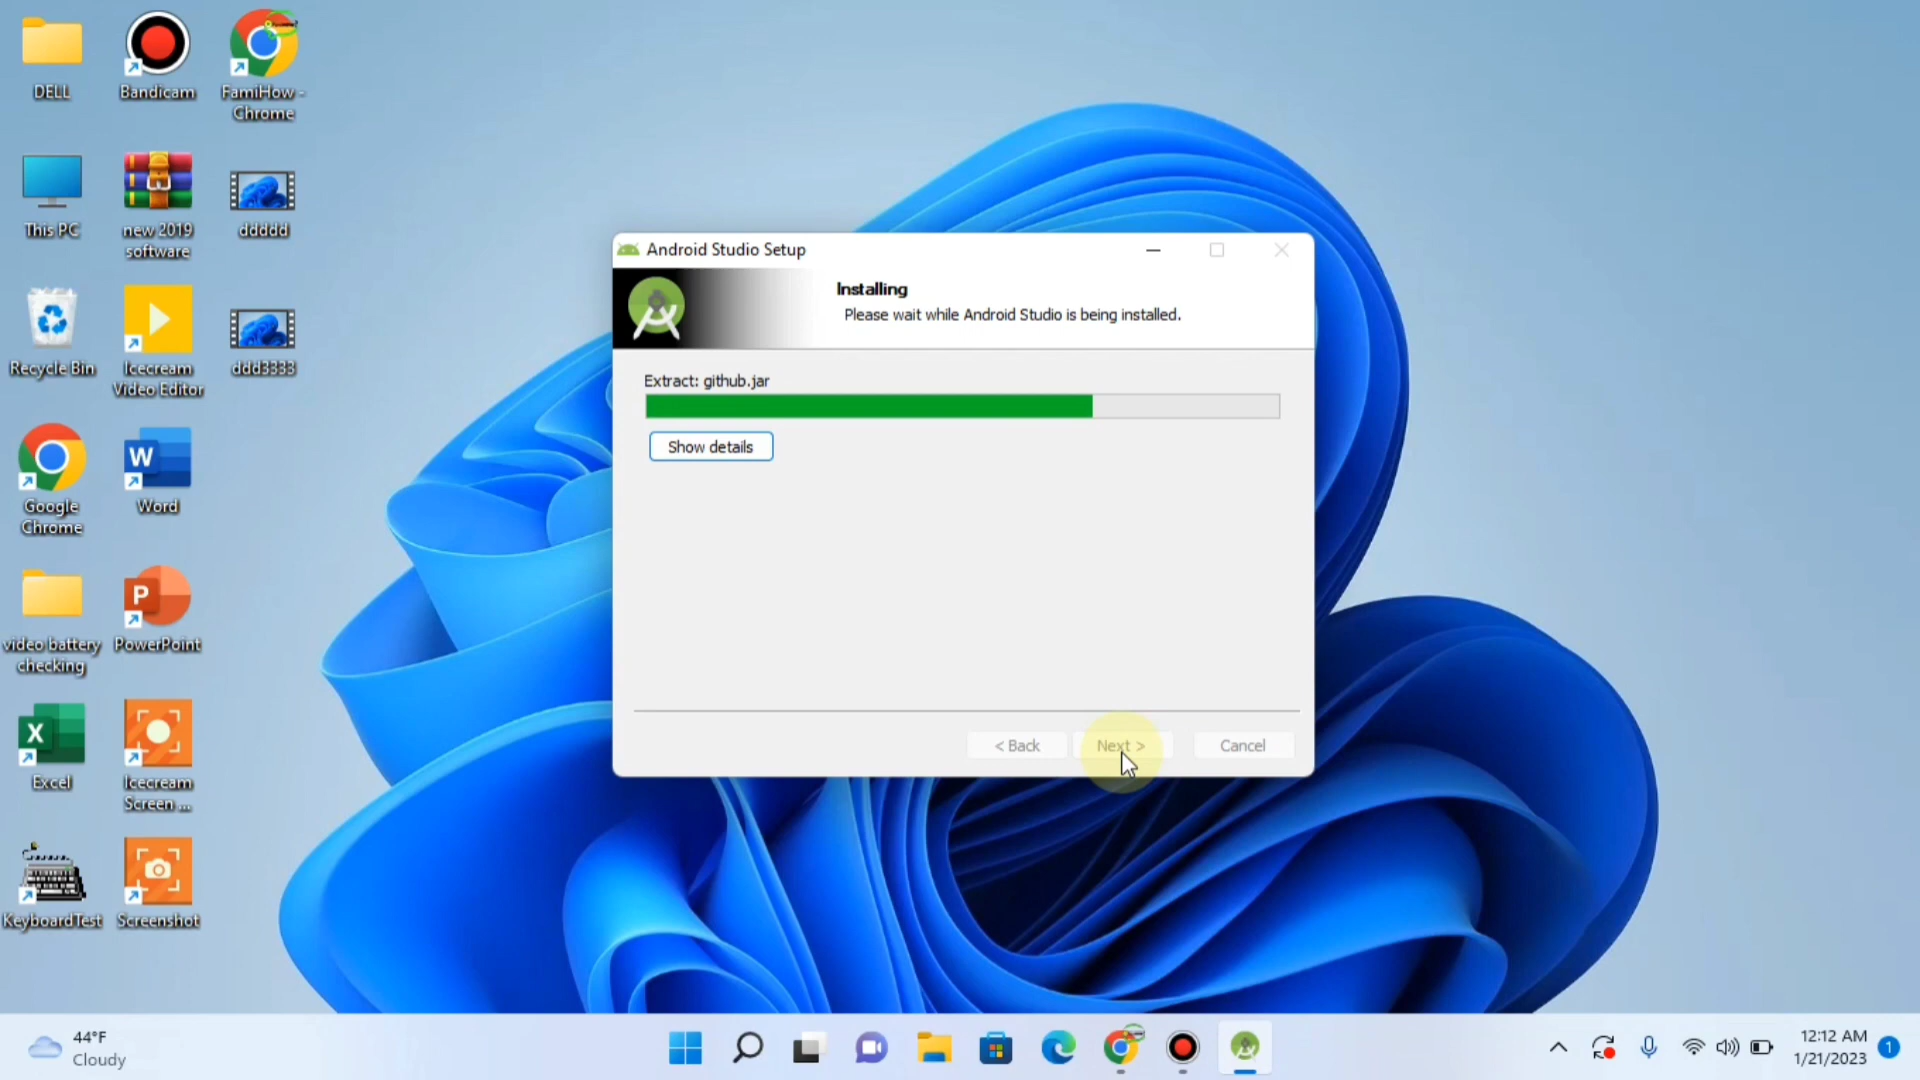 DELL
Bandicam
FamiHow -
Chrome
This PC
new 2019
software
ddddd
Recycle Bin
Icecream
Video Editor
ddd3333
Google
Chrome
Word
video battery
checking
PowerPoint
Excel
Icecream
Screen ...
KeyboardTest
Screenshot
Android Studio Setup
Installing
Please wait while Android Studio is being installed.
Extract: github.jar
Show details
< Back
Next >
Cancel
44°F
Cloudy
12:12 AM
1/21/2023
1